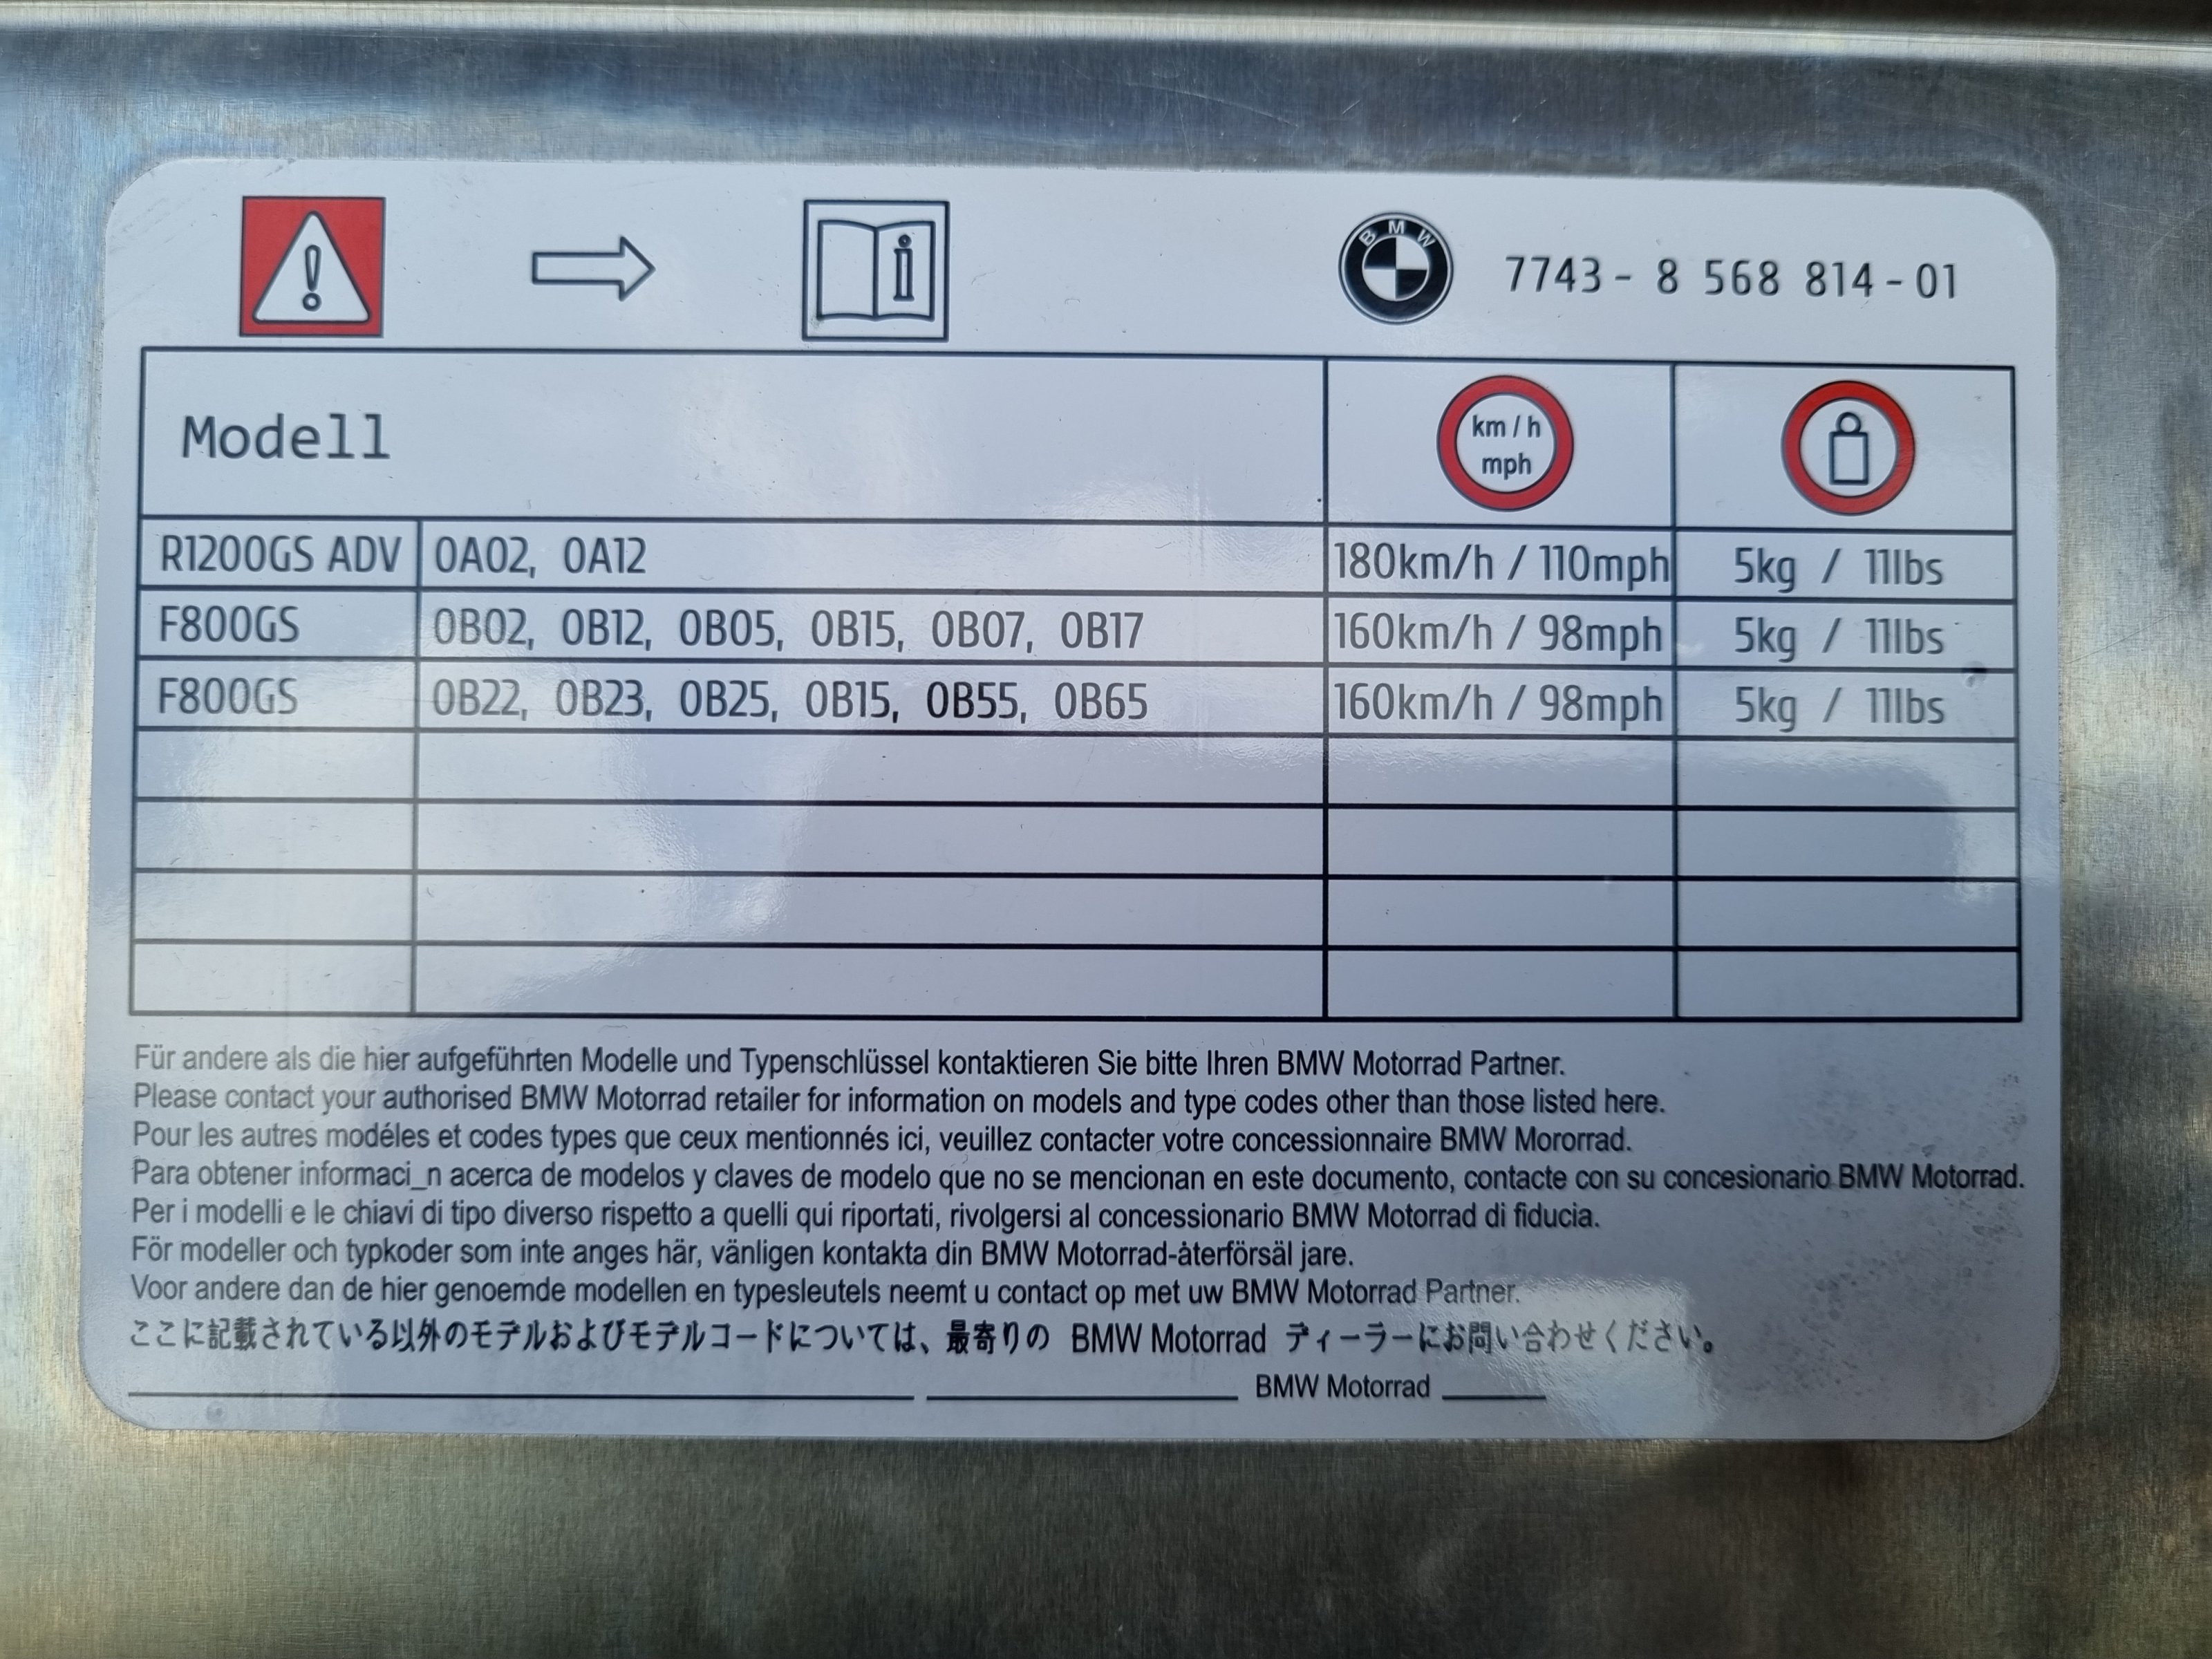 BMW 7743- 8 568 814-01
Modell km/h
mph
R1200GS ADV 0A02, 0A12 180km/h / 110mph 5kg / 11lbs
F800GS 0B02, 0B12, 0B05, 0B15, 0B07, 0B17 160km/h / 98mph 5kg / 11lbs
F800GS 0B22, 0B23, 0B25, 0B15, 0B55, 0B65 160km/h / 98mph 5kg / 11lbs
Für andere als die hier aufgeführten Modelle und Typenschlüssel kontaktieren Sie bitte Ihren BMW Motorrad Partner.
Please contact your authorised BMW Motorrad retailer for information on models and type codes other than those listed here.
Pour les autres modéles et codes types que ceux mentionnés ici, veuillez contacter votre concessionnaire BMW Mororrad.
Para obtener informaci_n acerca de modelos y claves de modelo que no se mencionan en este documento, contacte con su concesionario BMW Motorrad.
Per i modelli e le chiavi di tipo diverso rispetto a quelli qui riportati, rivolgersi al concessionario BMW Motorrad di fiducia.
För modeller och typkoder som inte anges här, vänligen kontakta din BMW Motorrad-återförsäl jare.
Voor andere dan de hier genoemde modellen en typesleutels neemt u contact op met uw BMW Motorrad Partner.
ここに記載されている以外のモデルおよびモデルコードについては、最寄りの BMW Motorrad ディーラーにお問い合わせください。
BMW Motorrad